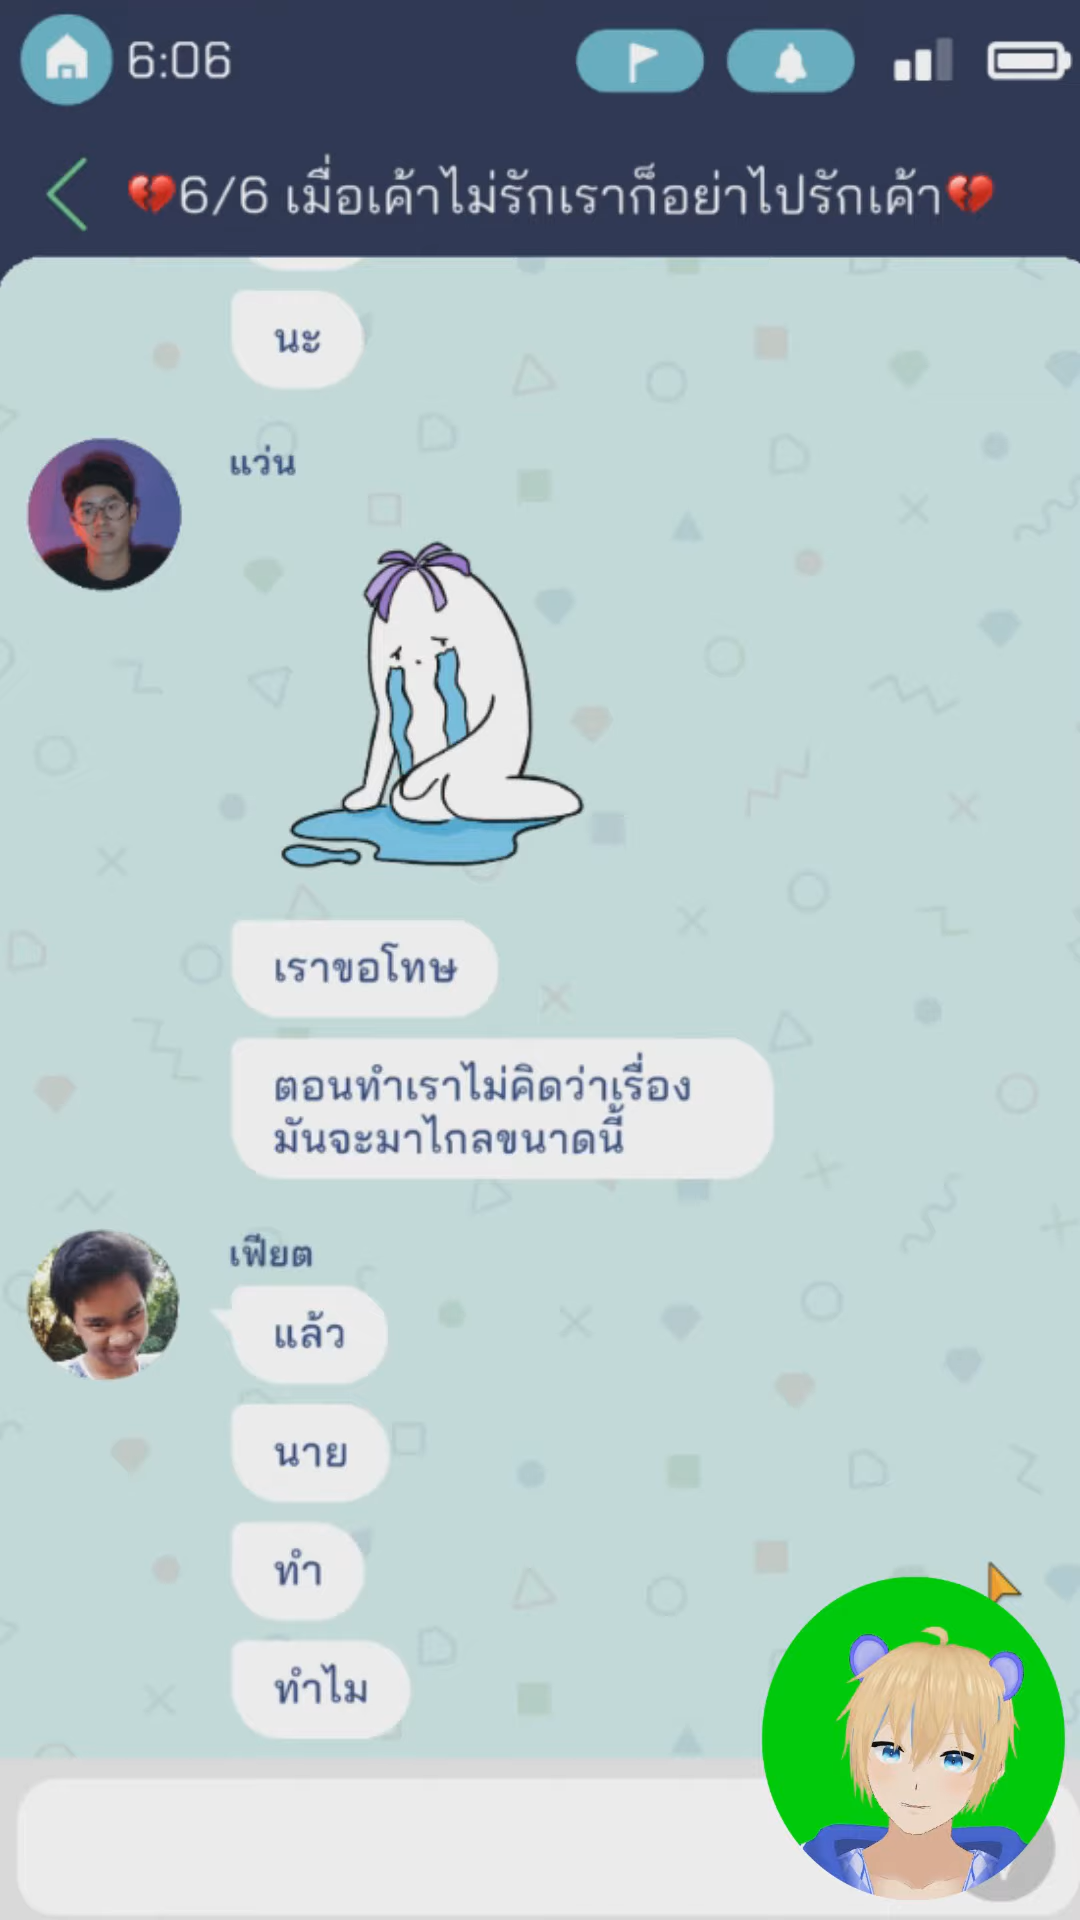 6:06
💔6/6 เมื่อเค้าไม่รักเราก็อย่าไปรักเค้า💔
นะ
แว่น
เราขอโทษ
ตอนทำเราไม่คิดว่าเรื่อง
มันจะมาไกลขนาดนี้
เฟียต
แล้ว
นาย
ทำ
ทำไม